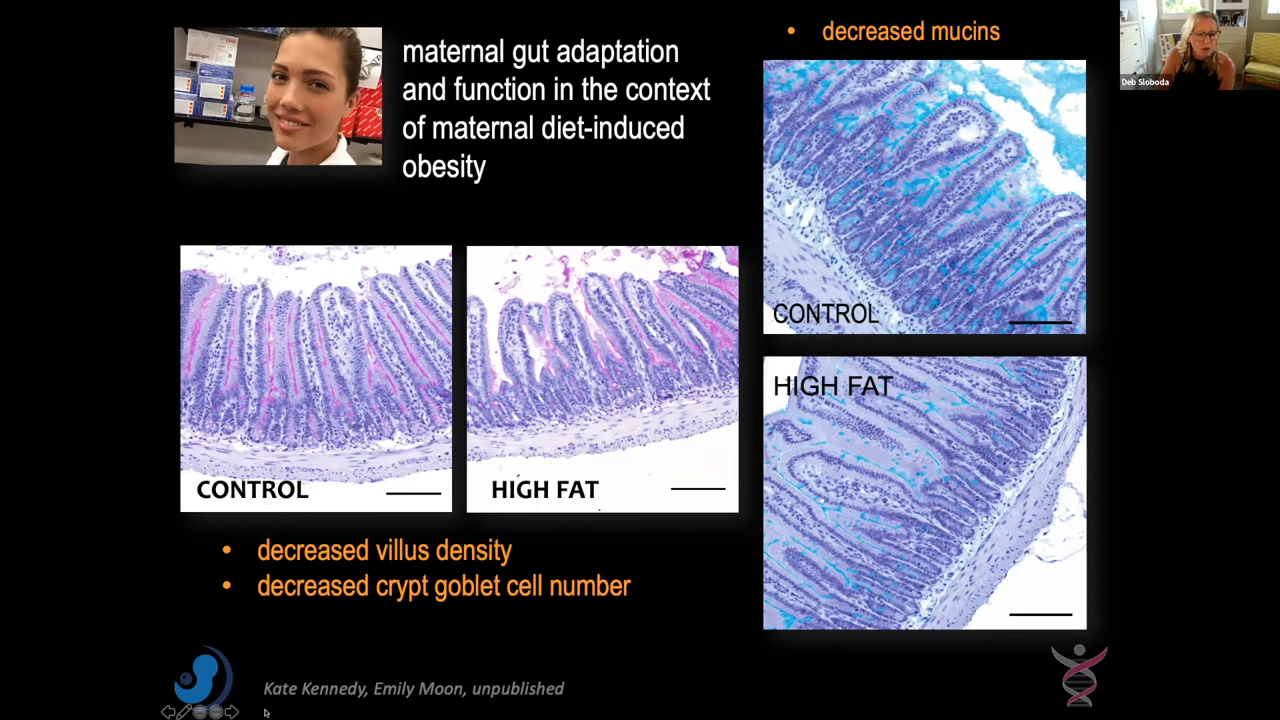 maternal gut adaptation
and function in the context
of maternal diet-induced
obesity
• decreased mucins
Deb Sloboda
CONTROL
HIGH FAT
CONTROL
HIGH FAT
• decreased villus density
• decreased crypt goblet cell number
Kate Kennedy, Emily Moon, unpublished
DNA